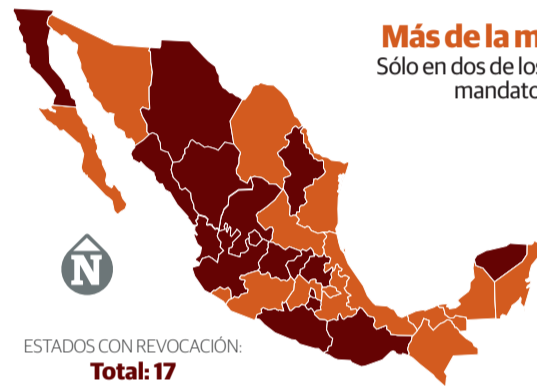 Más de la m
Sólo en dos de los
mandato
N
ESTADOS CON REVOCACIÓN:
Total: 17